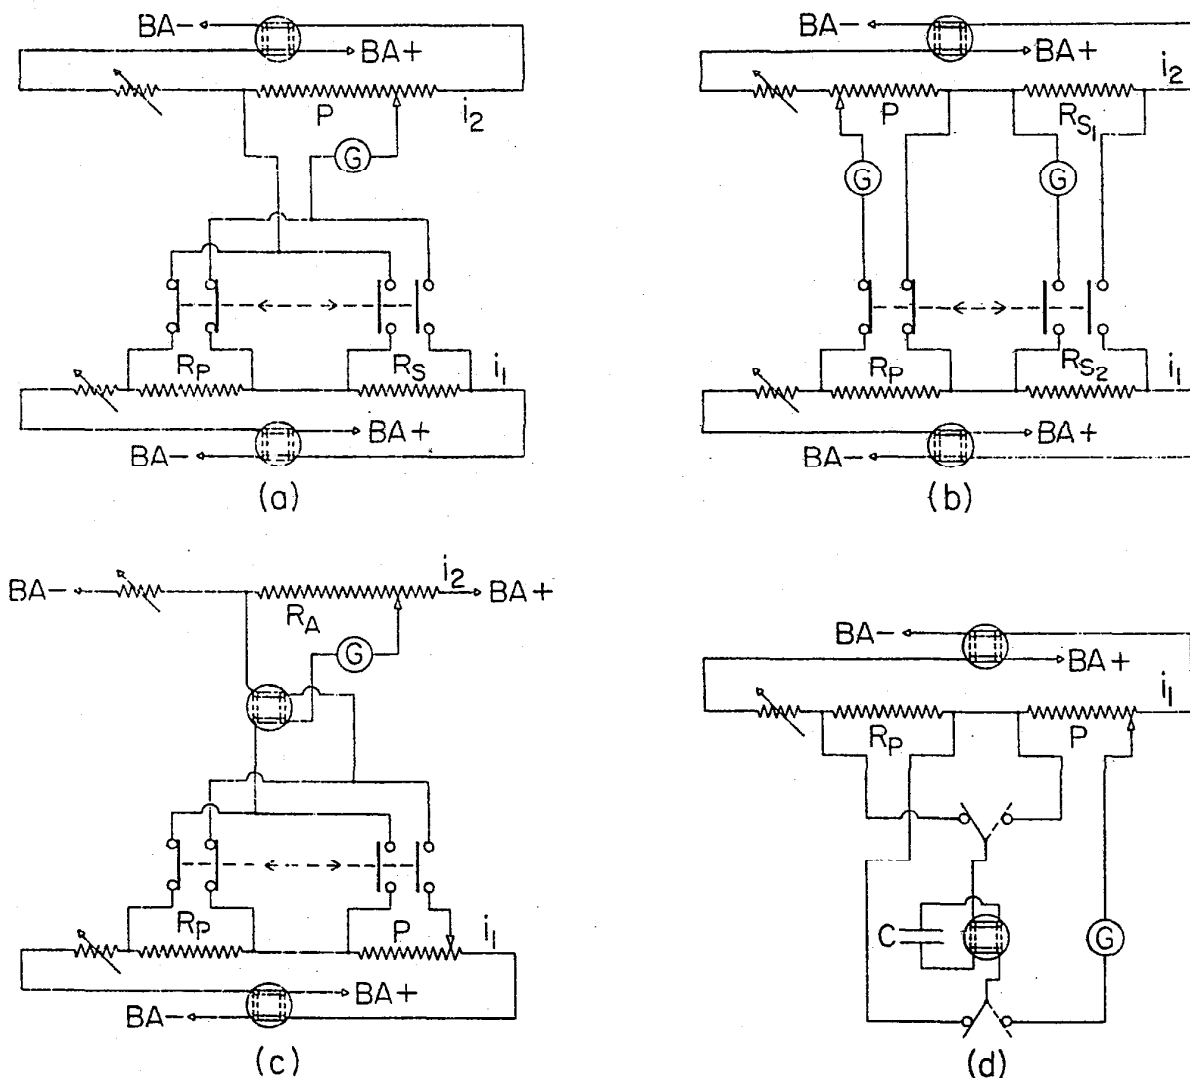 BA-
BA+
P
i2
G
RP
RS
i1
BA+
BA-
(a)
BA-
BA+
i2
P
RS1
G
G
RP
RS2
i1
BA+
BA-
(b)
BA-
i2
BA+
RA
G
RP
P
i1
BA+
BA-
(c)
BA-
BA+
i1
RP
P
C
G
(d)